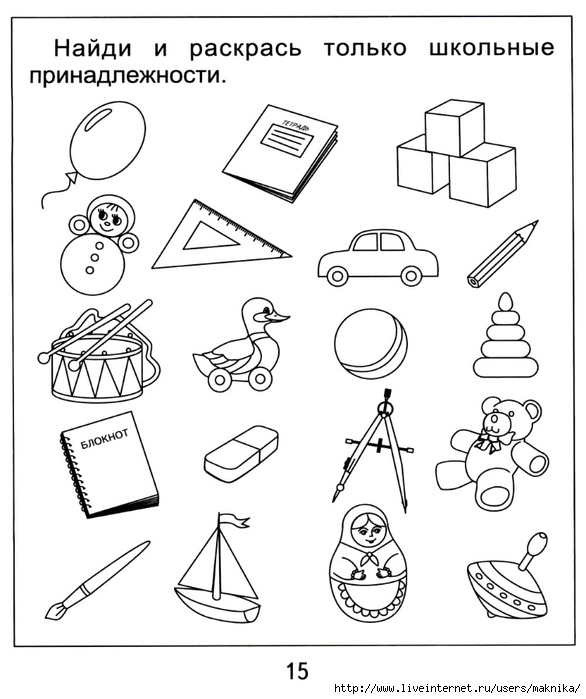 Найди и раскрась только школьные
принадлежности.
ТЕТРАДЬ
БЛОКНОТ
15
http://www.liveinternet.ru/users/maknika/